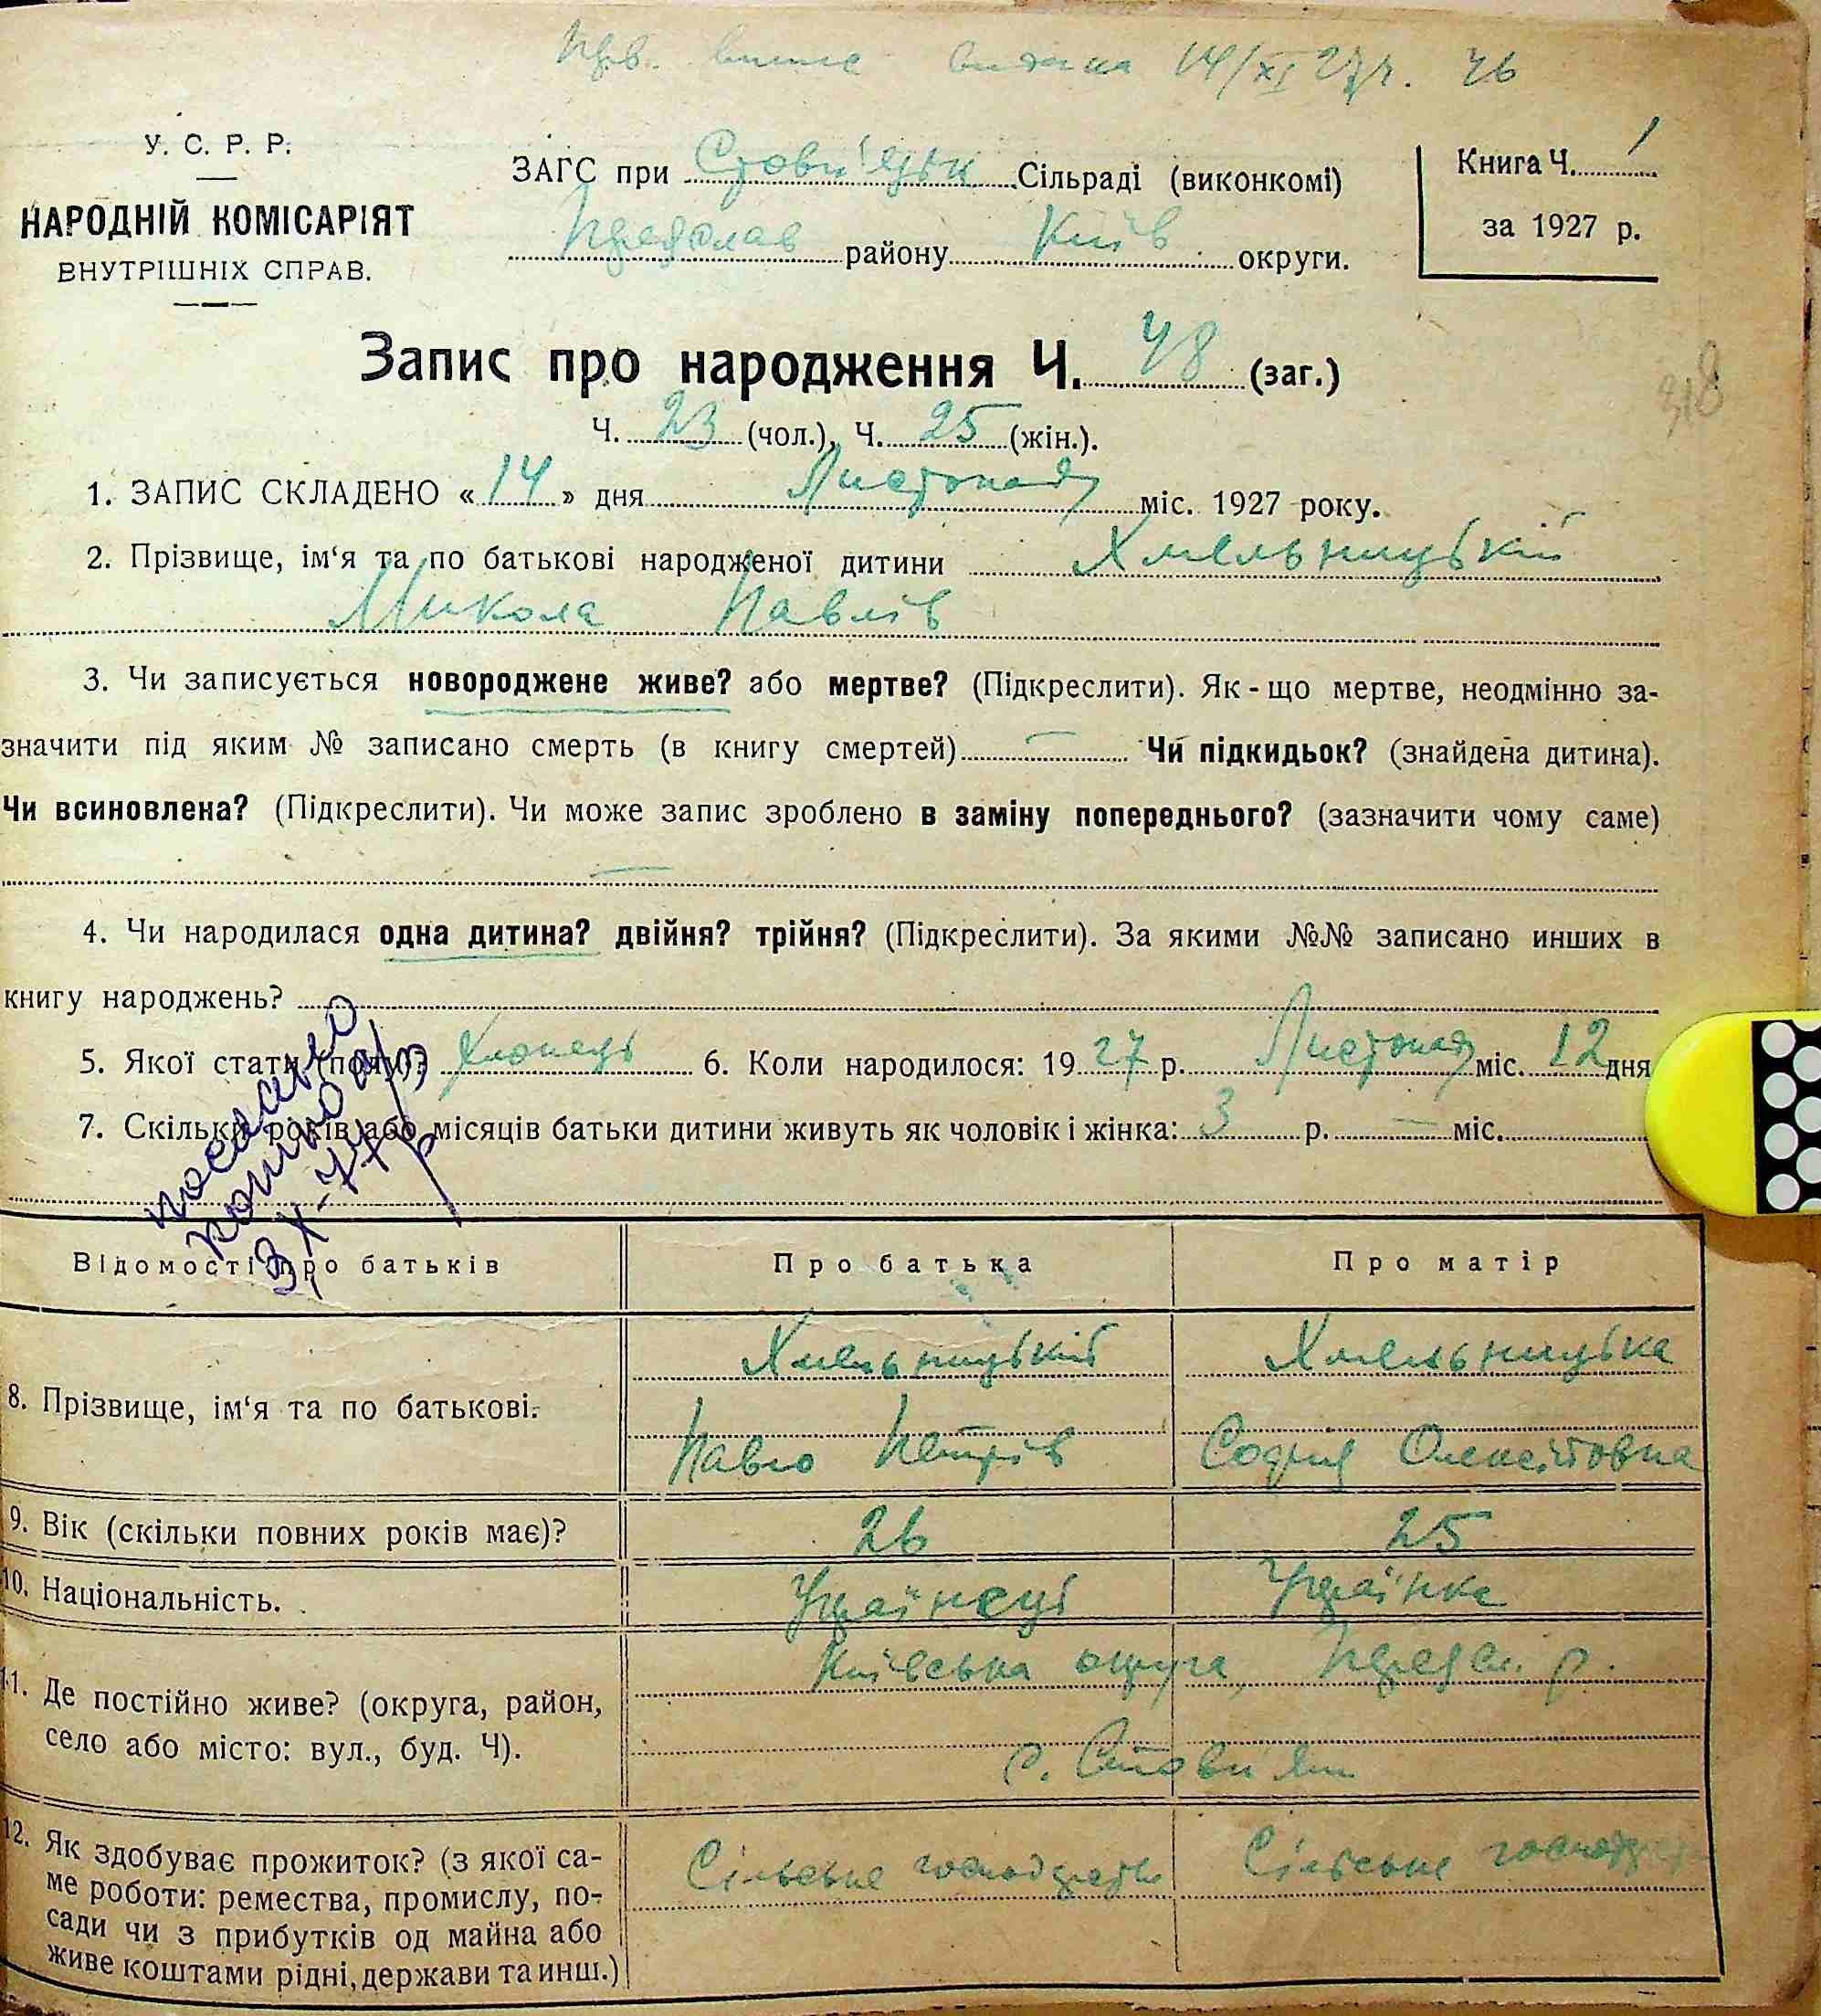 видана 14/XI 27 р. 46
У. С. Р. Р.
НАРОДНІЙ КОМІСАРІЯТ
ВНУТРІШНІХ СПРАВ.
ЗАГС при Стовп'яцьк Сільраді (виконкомі)
Переяслав району Київ округи.
Книга Ч. 1
за 1927 р.
Запис про народження Ч. 48 (заг.)
318
Ч. 23 (чол.), Ч. 25 (жін.).
1. ЗАПИС СКЛАДЕНО «14» дня Листопада міс. 1927 року.
2. Прізвище, ім‘я та по батькові народженої дитини Хмельницький
Микола Павлів
3. Чи записується новороджене живе? або мертве? (Підкреслити). Як-що мертве, неодмінно за-
значити під яким № записано смерть (в книгу смертей) — Чи підкидьок? (знайдена дитина).
Чи всиновлена? (Підкреслити). Чи може запис зроблено в заміну попереднього? (зазначити чому саме)
—
4. Чи народилася одна дитина? двійня? трійня? (Підкреслити). За якими №№ записано инших в
книгу народжень?
5. Якої стати (полу)? Хлопець 6. Коли народилося: 1927 р. Листопад міс. 12 дня
7. Скільки років або місяців батьки дитини живуть як чоловік і жінка: 3 р. — міс.
Відомості про батьків Про батька Про матір
8. Прізвище, ім‘я та по батькові.
Хмельницький Хмельницька
Павло Петрів Софія Олексіївна
9. Вік (скільки повних років має)? 26 25
10. Національність. Українець Українка
11. Де постійно живе? (округа, район,
село або місто: вул., буд. Ч).
Київська округа, Переясл. р.
с. Стовп'яги
12. Як здобуває прожиток? (з якої са-
ме роботи: ремества, промислу, по-
сади чи з прибутків од майна або
живе коштами рідні, держави та инш.)
Сільське господарство Сільське господарство